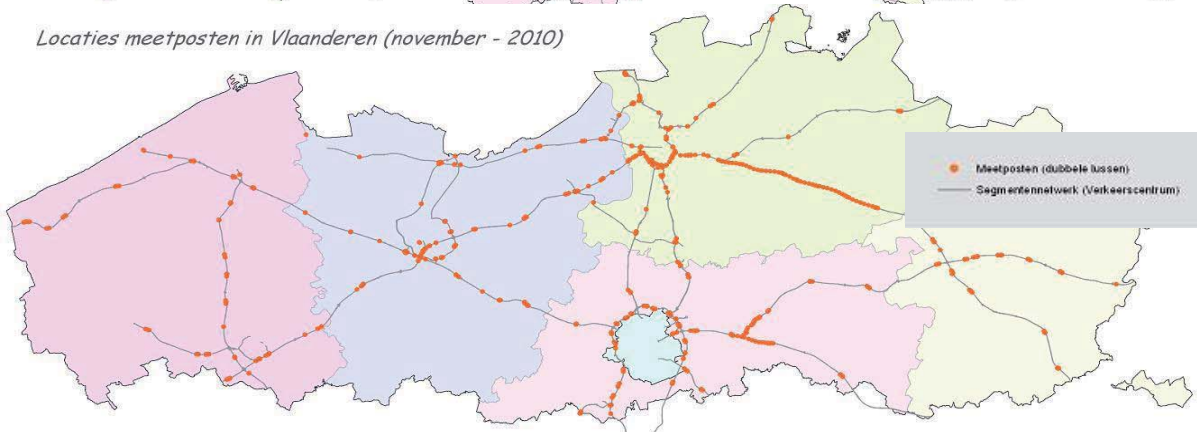 Locaties meetposten in Vlaanderen (november - 2010)
Meetposten (dubbele lussen)
Segmentennetwerk (Verkeerscentrum)